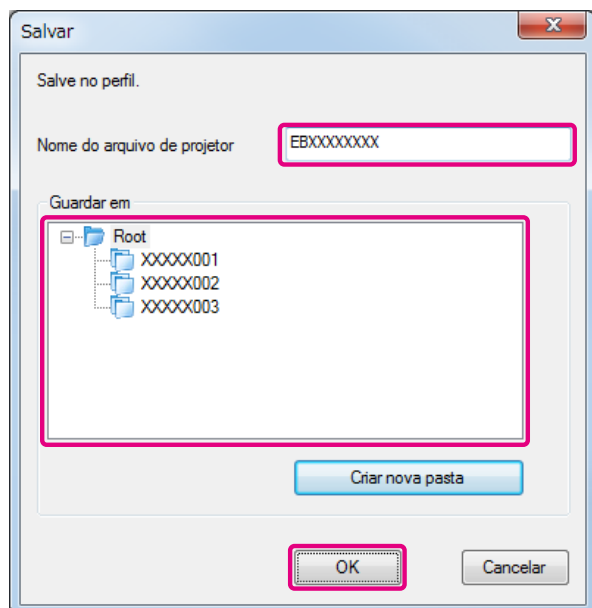 Salvar
Salve no perfil.
Nome do arquivo de projetor EBXXXXXXXX
Guardar em
Root
XXXXX001
XXXXX002
XXXXX003
Criar nova pasta
OK Cancelar